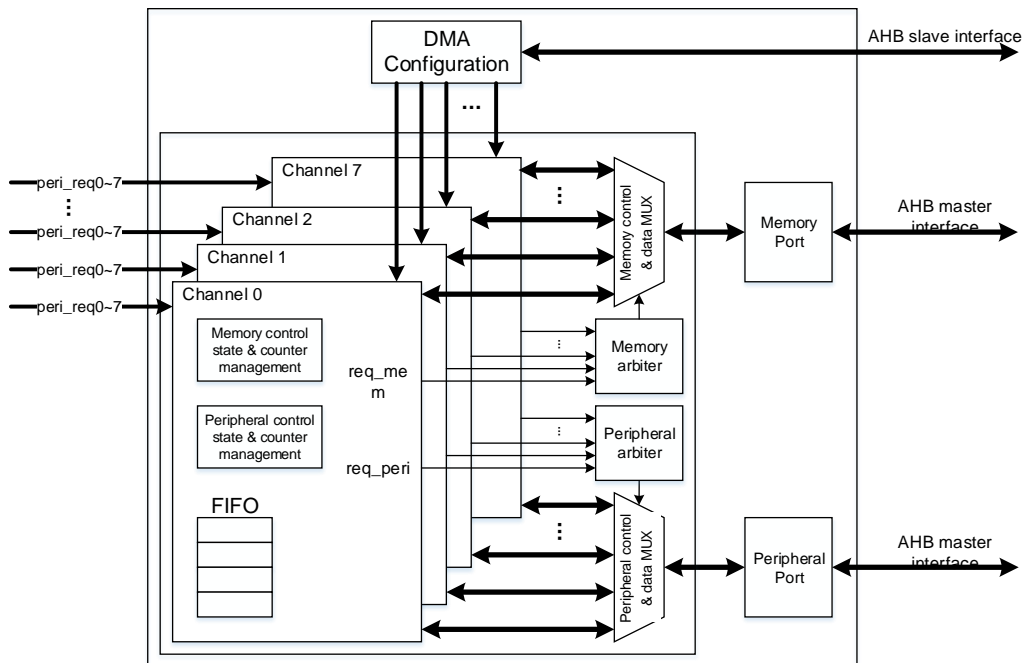 DMA
Configuration
...
AHB slave interface
Channel 7
peri_req0~7
...
Channel 2
peri_req0~7
Channel 1
peri_req0~7
Channel 0
peri_req0~7
...
Memory control
& data MUX
Memory
Port
AHB master
interface
Memory control
state & counter
management
req_me
m
...
Memory
arbiter
Peripheral control
state & counter
management
req_peri
...
Peripheral
arbiter
FIFO
...
Peripheral control
& data MUX
Peripheral
Port
AHB master
interface